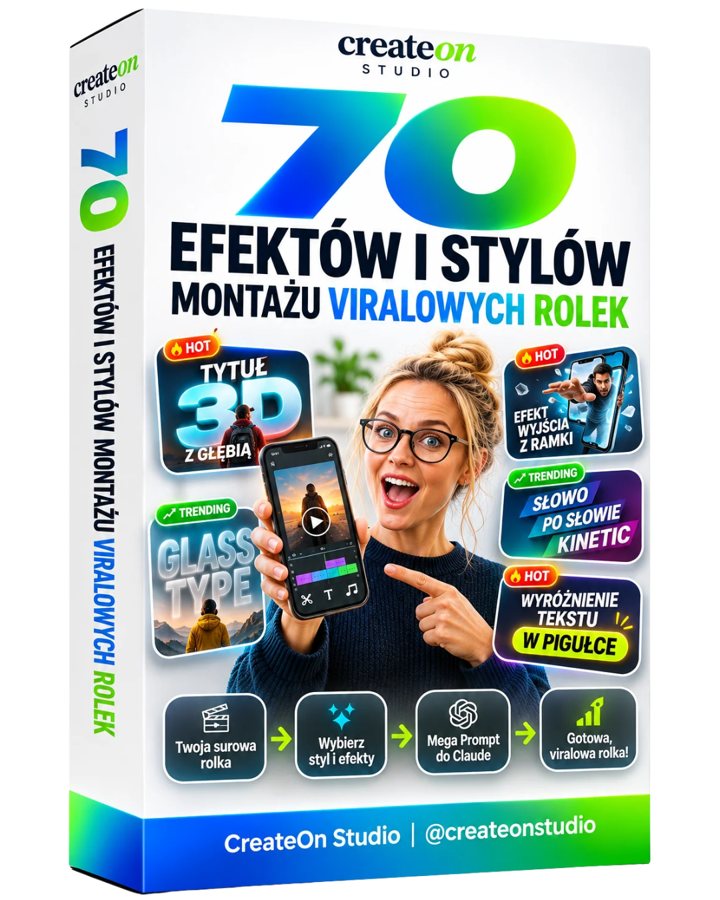 createon
STUDIO
70
EFEKTÓW I STYLÓW MONTAŻU VIRALOWYCH ROLEK
createon
STUDIO
70
EFEKTÓW I STYLÓW
MONTAŻU VIRALOWYCH ROLEK
HOT
TYTUŁ
3D
Z GŁĘBIĄ
HOT
EFEKT
WYJŚCIA
Z RAMKI
TRENDING
GLASS
TYPE
TRENDING
SŁOWO
PO SŁOWIE
KINETIC
HOT
WYRÓŻNIENIE
TEKSTU
W PIGUŁCE
T
Twoja surowa
rolka
Wybierz
styl i efekty
Mega Prompt
do Claude
Gotowa,
viralowa rolka!
CreateOn Studio | @createonstudio